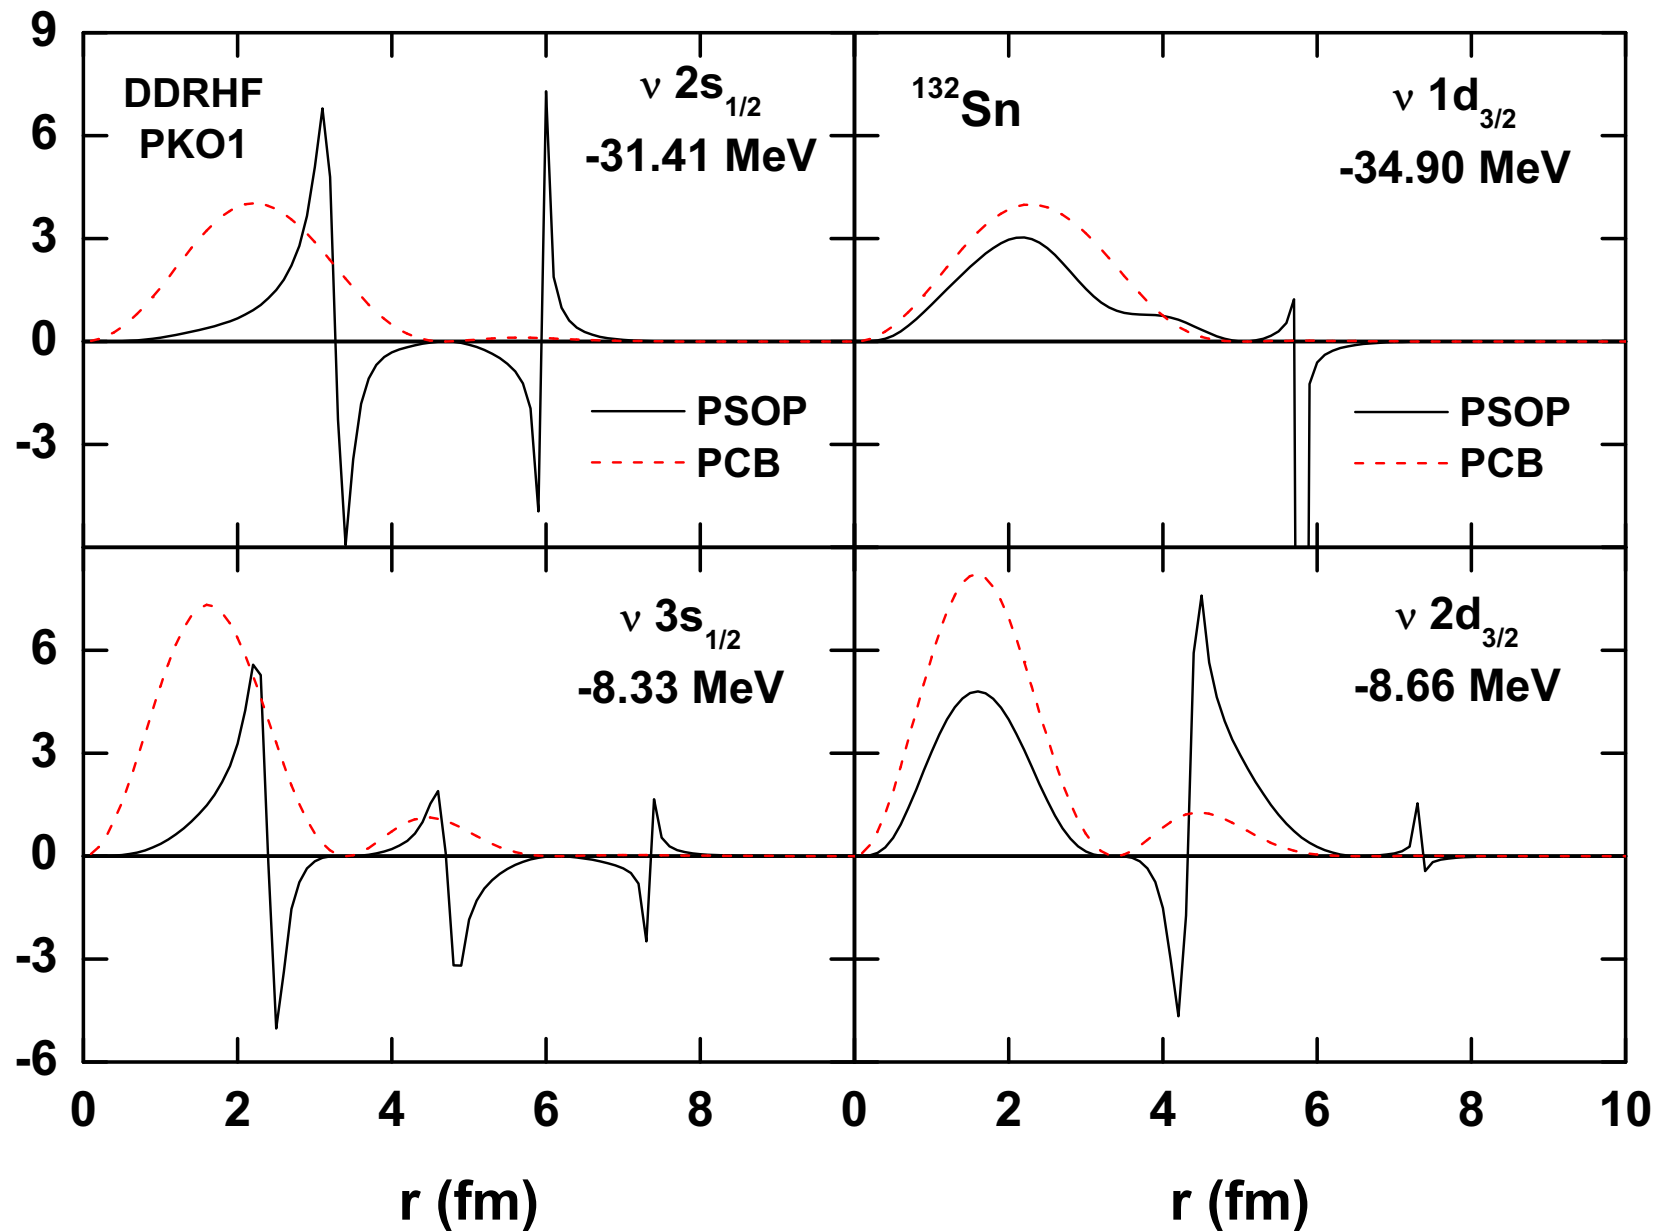 9
6
3
0
-3
DDRHF
PKO1
ν 2s1/2
-31.41 MeV
PSOP
PCB
132Sn
ν 1d3/2
-34.90 MeV
PSOP
PCB
6
3
0
-3
-6
ν 3s1/2
-8.33 MeV
ν 2d3/2
-8.66 MeV
0 2 4 6 8 0 2 4 6 8 10
r (fm) r (fm)